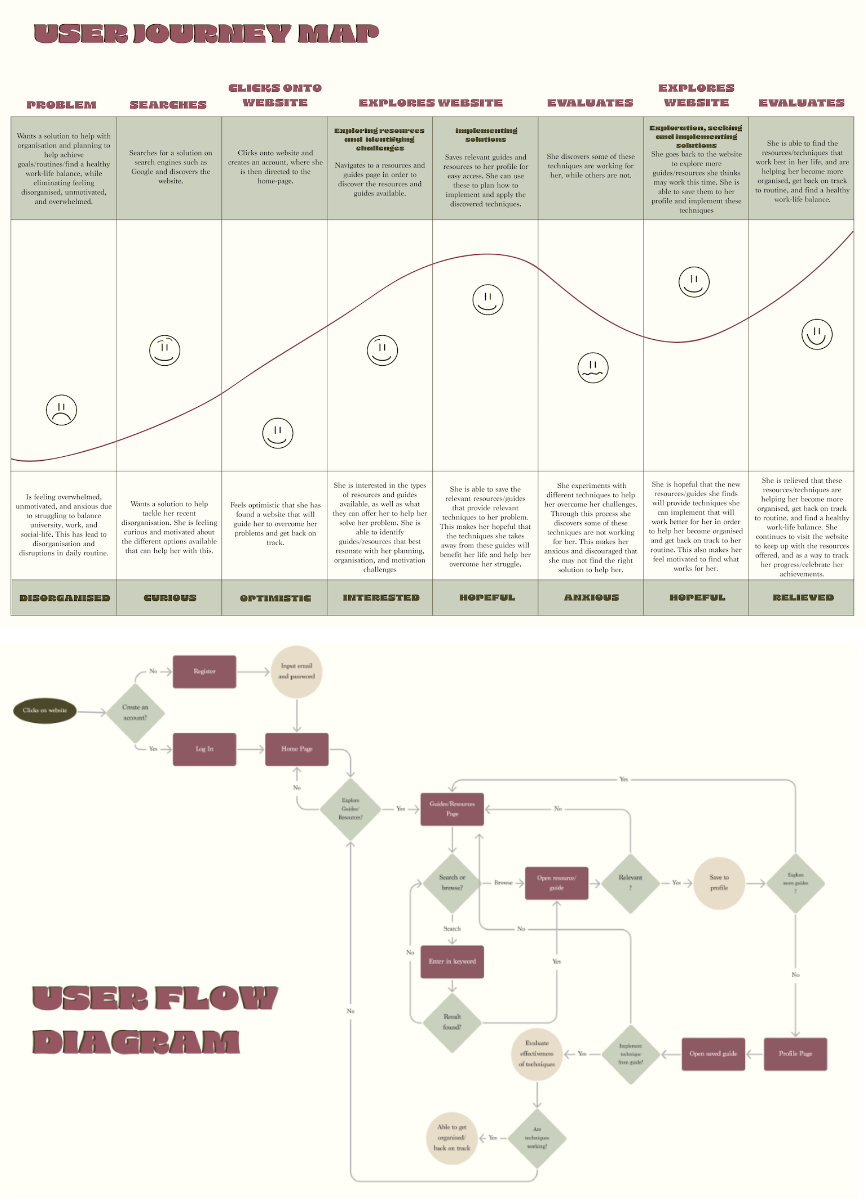 USER JOURNEY MAP
PROBLEM
SEARCHES
CLICKS ONTO
WEBSITE
EXPLORES WEBSITE
EVALUATES
EXPLORES
WEBSITE
EVALUATES
Wants a solution to help with
organisation and planning to
help achieve
goals/routines/find a healthy
work-life balance, while
eliminating feeling
disorganised, unmotivated,
and overwhelmed.
Searches for a solution on
search engines such as
Google and discovers the
website.
Clicks onto website and
creates an account, where she
is then directed to the
home-page.
Exploring resources
and identifying
challenges
Navigates to a resources and
guides page in order to
discover the resources and
guides available.
Implementing
solutions
Saves relevant guides and
resources to her profile for
easy access. She can use
these to plan how to
implement and apply the
discovered techniques.
She discovers some of these
techniques are working for
her, while others are not.
Exploration, seeking
and implementing
solutions
She goes back to the website
to explore more
guides/resources she thinks
may work this time. She is
able to save them to her
profile and implement these
techniques
She is able to find the
resources/techniques that
work best in her life, and are
helping her become more
organised, get back on track
to routine, and find a healthy
work-life balance.
Is feeling overwhelmed,
unmotivated, and anxious due
to struggling to balance
university, work, and
social-life. This has lead to
disorganisation and
disruptions in daily routine.
Wants a solution to help
tackle her recent
disorganisation. She is feeling
curious and motivated about
the different options available
that can help her with this.
Feels optimistic that she has
found a website that will
guide her to overcome her
problems and get back on
track.
She is interested in the types
of resources and guides
available, as well as what
they can offer her to help her
solve her problem. She is
able to identify
guides/resources that best
resonate with her planning,
organisation, and motivation
challenges
She is able to save the
relevant resources/guides
that provide relevant
techniques to her problem.
This makes her hopeful that
the techniques she takes
away from these guides will
benefit her life and help her
overcome her struggle.
She experiments with
different techniques to help
her overcome her challenges.
Through this process she
discovers some of these
techniques are not working
for her. This makes her
anxious and discouraged that
she may not find the right
solution to help her.
She is hopeful that the new
resources/guides she finds
will provide techniques she
can implement that will
work better for her in order
to help her become organised
and get back on track to her
routine. This also makes her
feel motivated to find what
works for her.
She is relieved that these
resources/techniques are
helping her become more
organised, get back on track
to routine, and find a healthy
work-life balance. She
continues to visit the website
to keep up with the resources
offered, and as a way to track
her progress/celebrate her
achievements.
DISORGANISED
CURIOUS
OPTIMISTIC
INTERESTED
HOPEFUL
ANXIOUS
HOPEFUL
RELIEVED
Clicks on website
Create an
account?
No
Register
Input email
and password
Yes
Log In
Home Page
No
Explore
Guides/
Resources?
Yes
Guides/Resources
Page
Yes
No
Search or
browse?
Browse
Open resource/
guide
Relevant
?
Yes
Save to
profile
Explore
more guides
?
Search
No
No
Enter in keyword
Yes
No
Result
found?
No
USER FLOW
DIAGRAM
Evaluate
effectiveness
of techniques
Yes
Implement
technique
from guide?
Open saved guide
Profile Page
Able to get
organised/
back on track
Yes
Are
techniques
working?